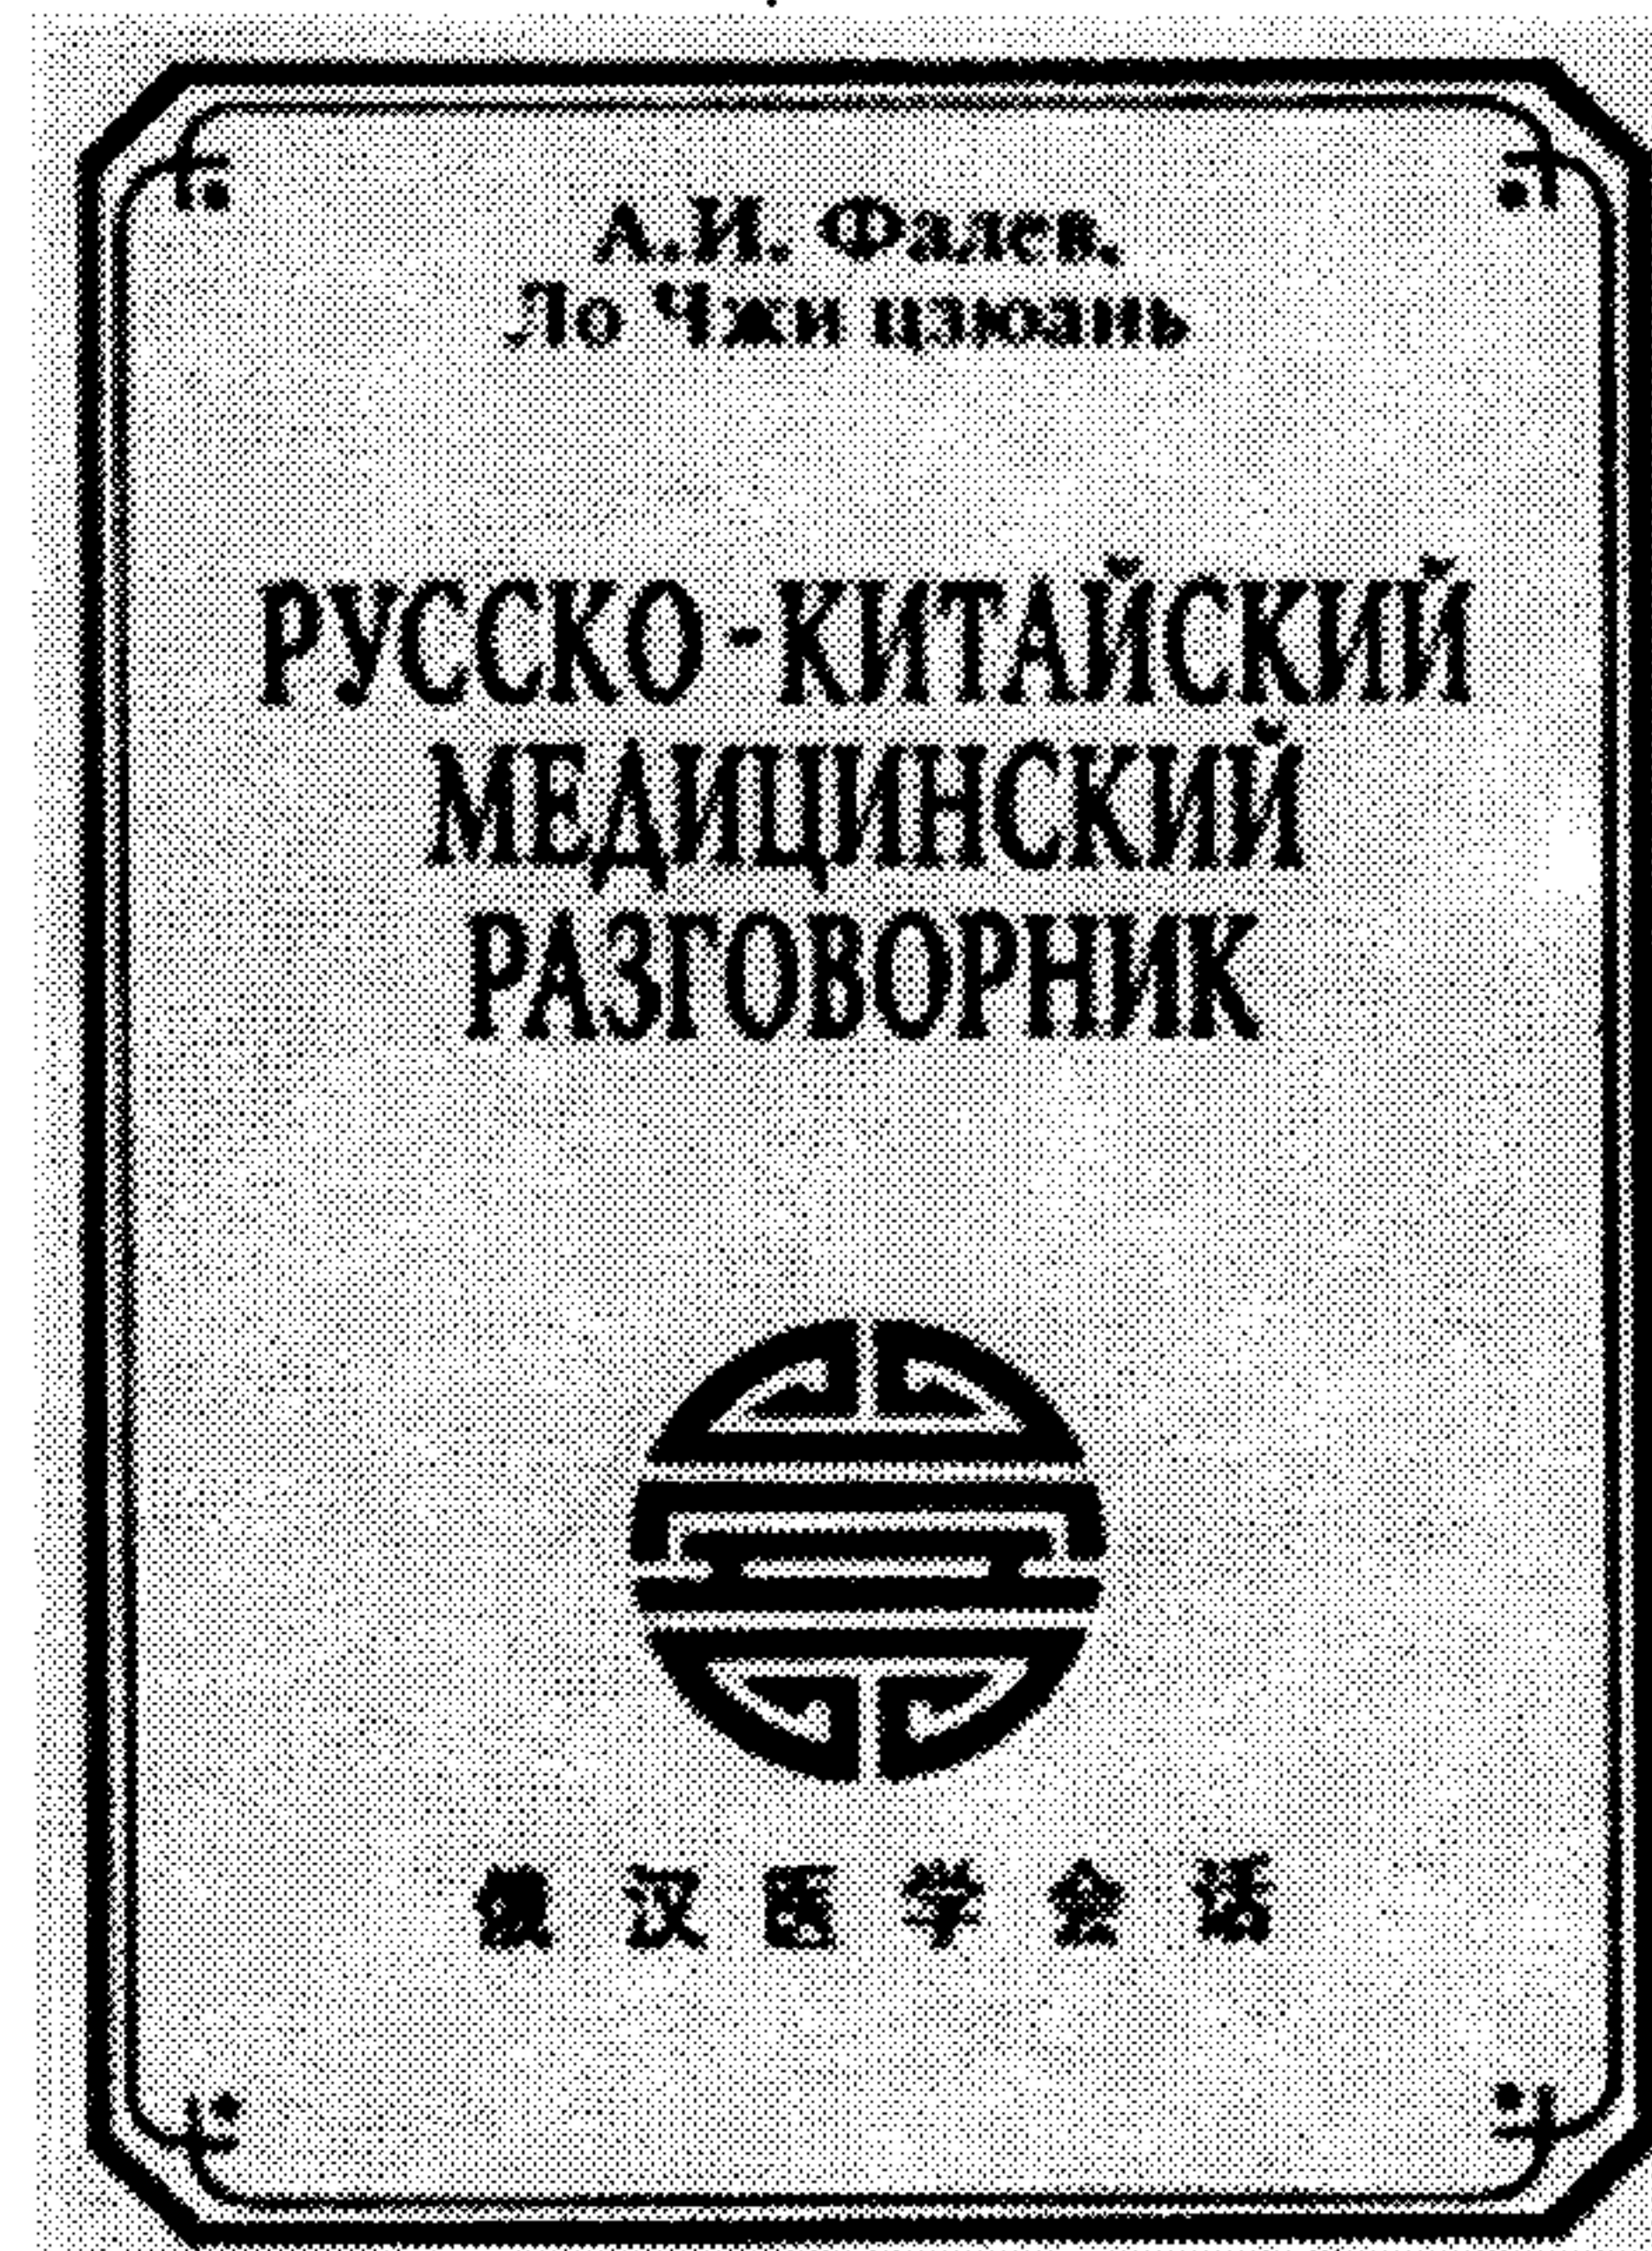 А.И. Фалев,
Ло Чжи цзюань
РУССКО-КИТАЙСКИЙ
МЕДИЦИНСКИЙ
РАЗГОВОРНИК
俄汉医学会话